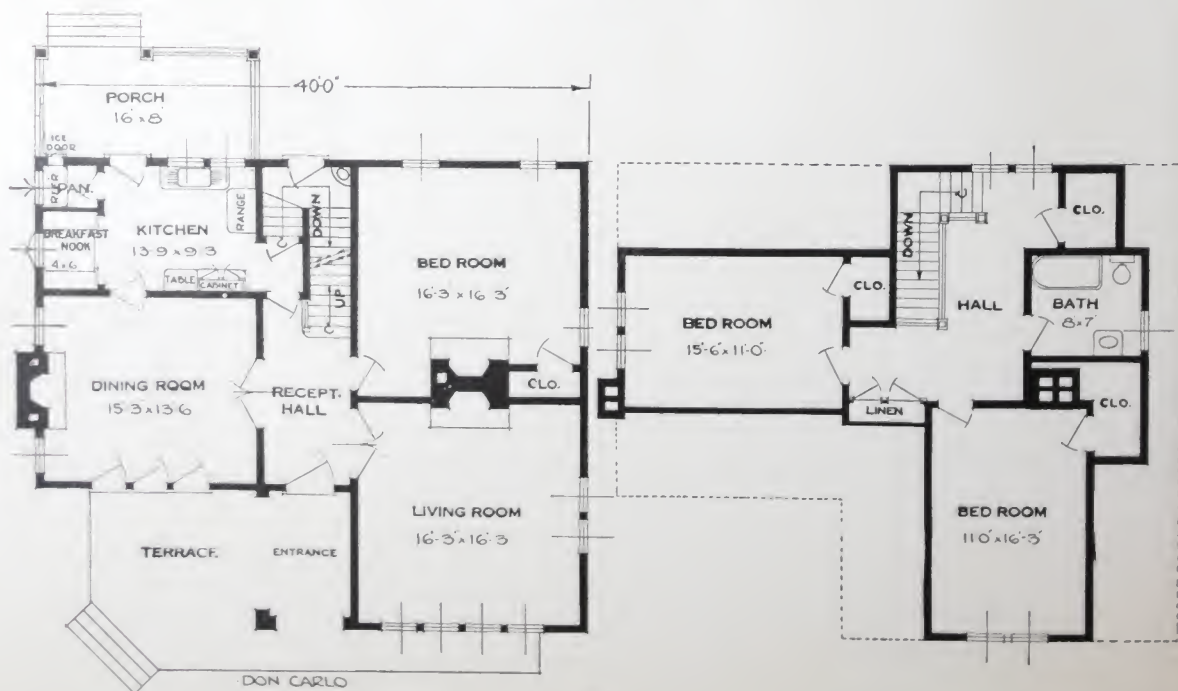 40'-0"
PORCH
16' x 8'
ICE
DOOR
REFR
PAN.
KITCHEN
13-9 x 9'-3
RANGE
BREAKFAST
NOOK
4 x 6
TABLE
CABINET
C
DOWN
UP
C
BED ROOM
16'-3 x 16'-3"
CLO.
DINING ROOM
15'-3 x 13'-6
RECEPT.
HALL
LIVING ROOM
16'-3" x 16'-3
TERRACE.
ENTRANCE
DON CARLO
DOWN
C
CLO.
HALL
BATH
8 x 7'
CLO.
BED ROOM
15'-6" x 11'-0"
LINEN
CLO.
BED ROOM
11'0" x 16'-3"